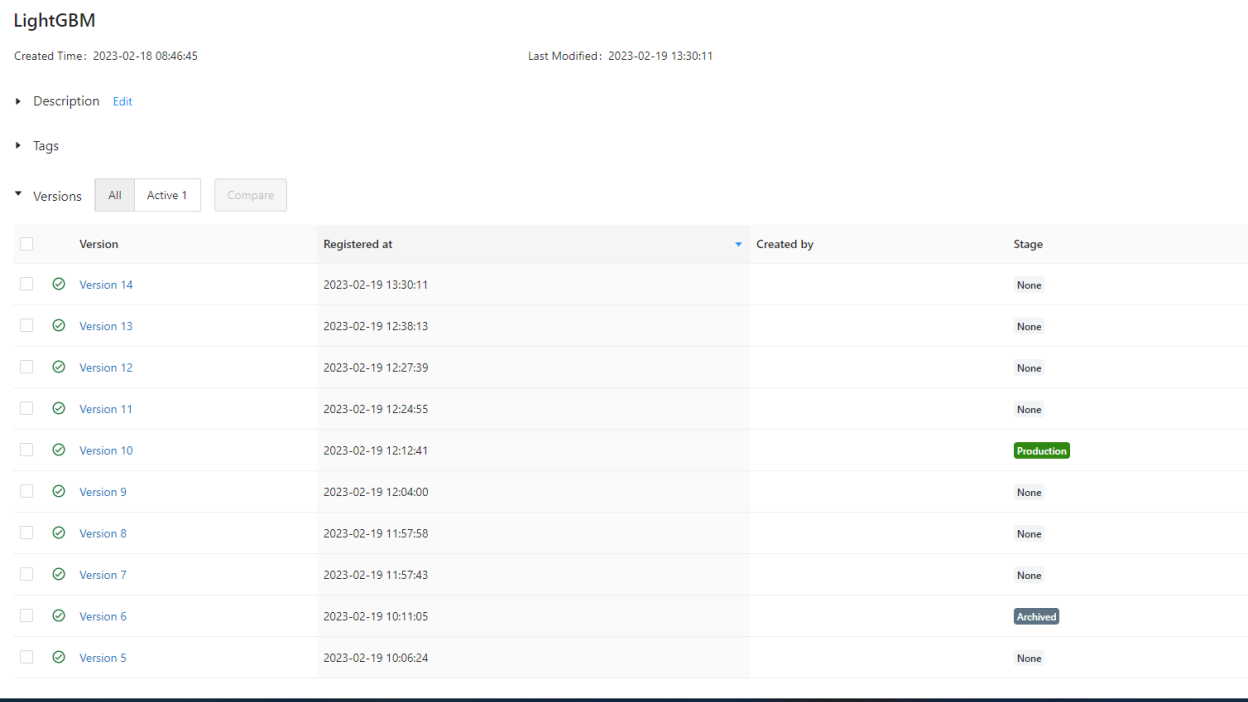 LightGBM
Created Time: 2023-02-18 08:46:45 Last Modified: 2023-02-19 13:30:11
Description Edit
Tags
Versions All Active 1 Compare
Version Registered at Created by Stage
Version 14 2023-02-19 13:30:11 None
Version 13 2023-02-19 12:38:13 None
Version 12 2023-02-19 12:27:39 None
Version 11 2023-02-19 12:24:55 None
Version 10 2023-02-19 12:12:41 Production
Version 9 2023-02-19 12:04:00 None
Version 8 2023-02-19 11:57:58 None
Version 7 2023-02-19 11:57:43 None
Version 6 2023-02-19 10:11:05 Archived
Version 5 2023-02-19 10:06:24 None